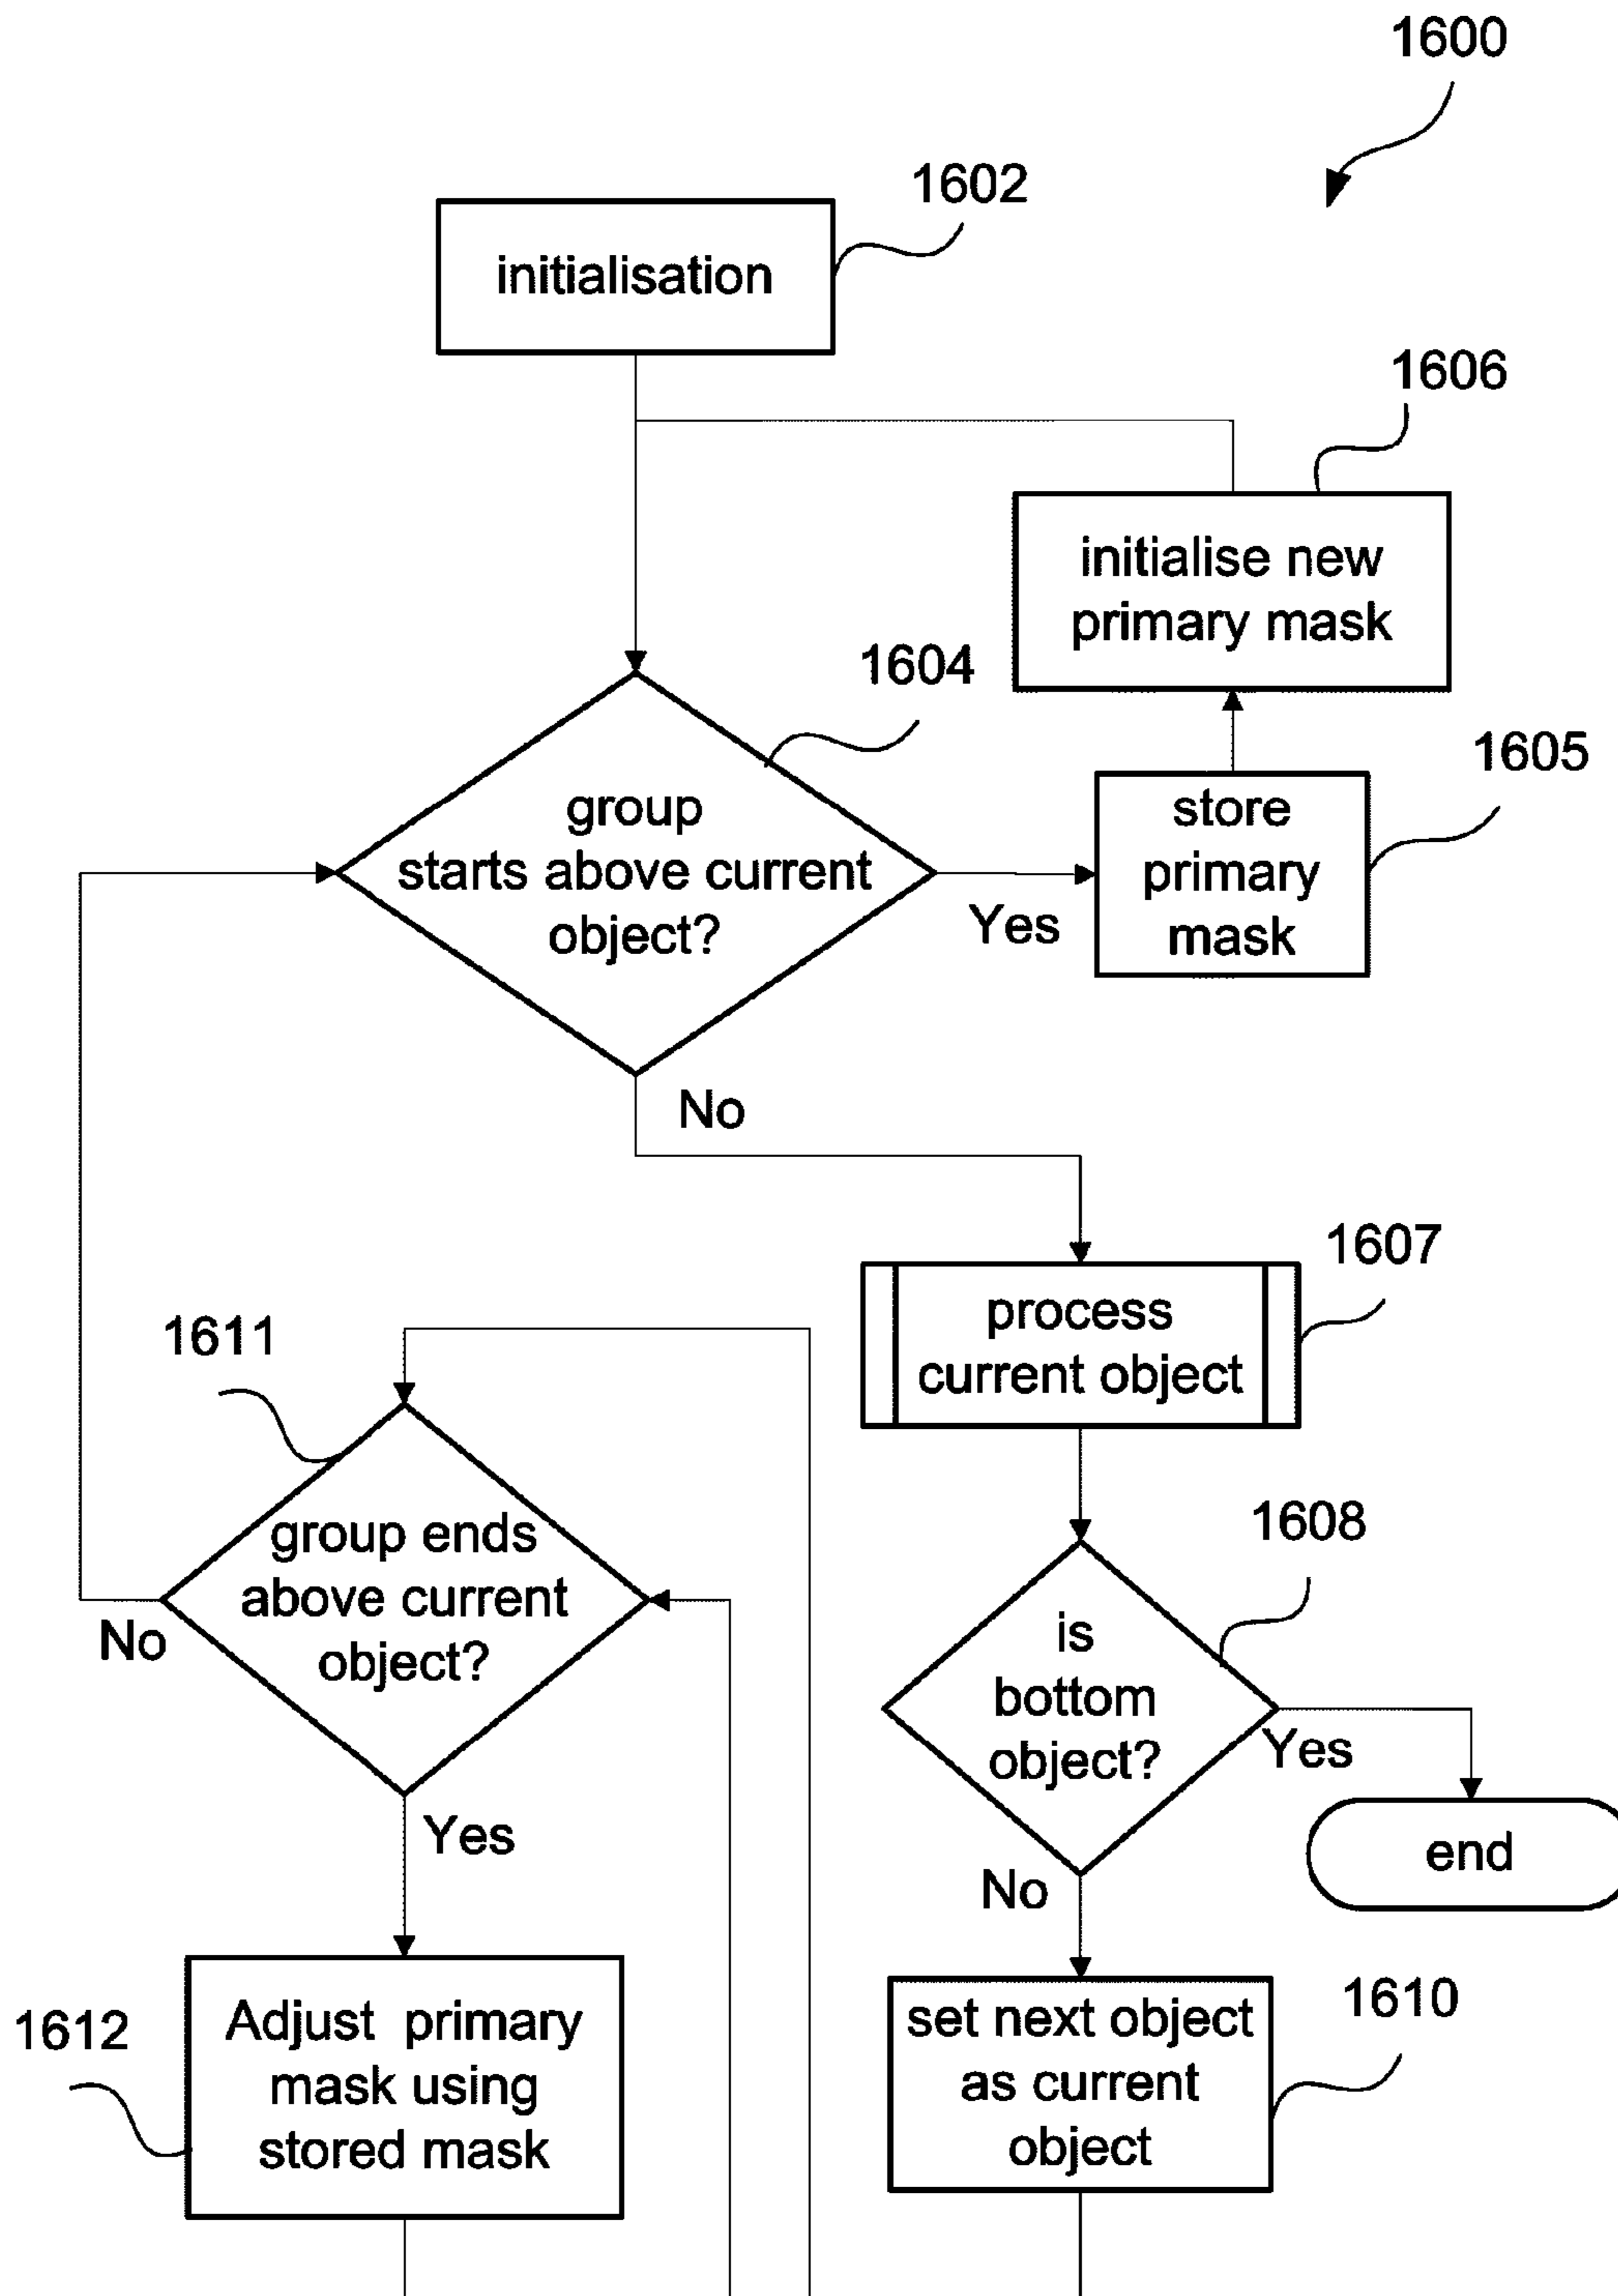 1600
1602
initialisation
1606
initialise new
primary mask
1604
1605
group
starts above current
object?
store
primary
mask
Yes
No
1607
process
current object
1611
1608
group ends
above current
object?
No
is
bottom
object?
Yes
Yes
end
No
1612
Adjust primary
mask using
stored mask
1610
set next object
as current
object